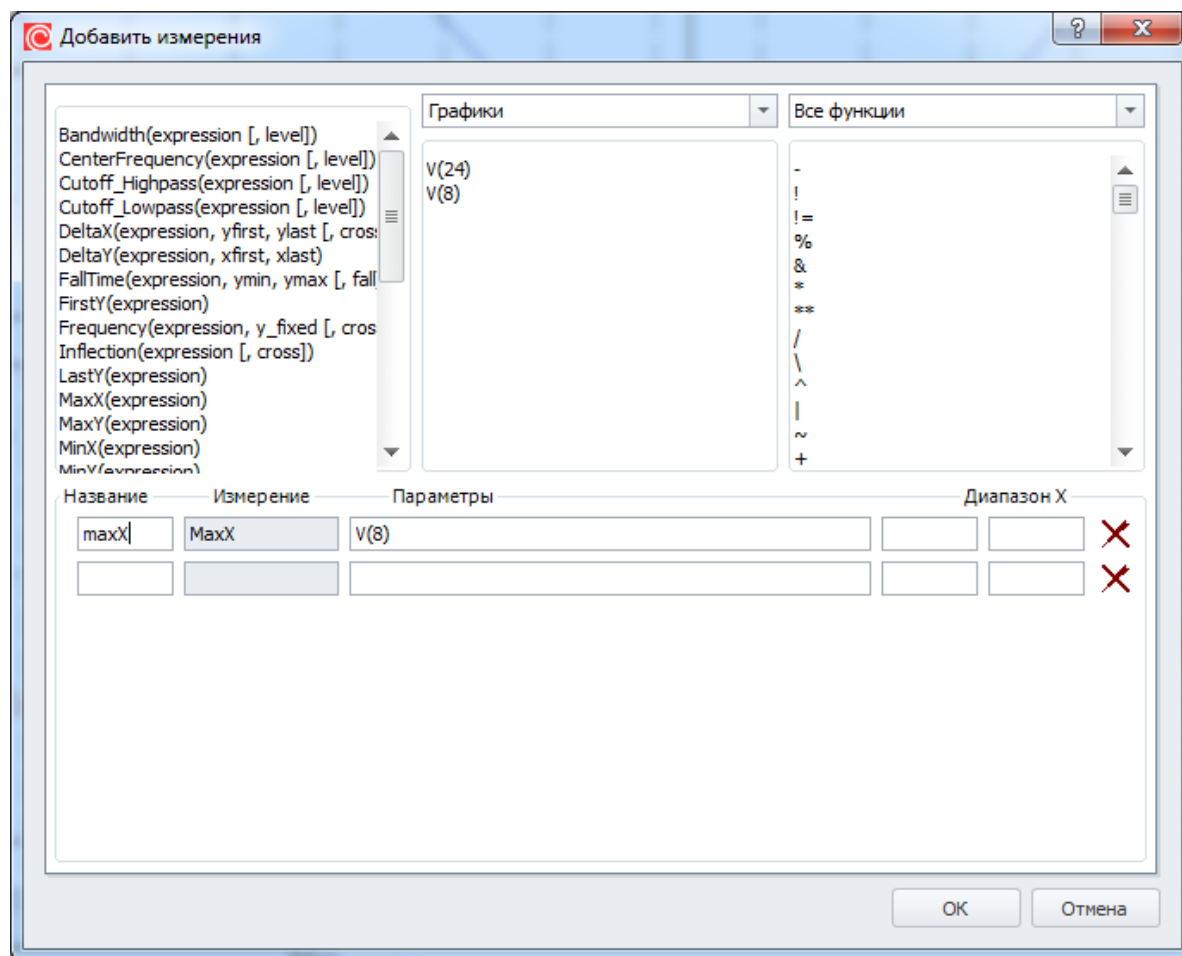 Добавить измерения
Графики
Все функции
Bandwidth(expression [, level])
CenterFrequency(expression [, level])
Cutoff_Highpass(expression [, level])
Cutoff_Lowpass(expression [, level])
DeltaX(expression, yfirst, ylast [, cross
DeltaY(expression, xfirst, xlast)
FallTime(expression, ymin, ymax [, fall
FirstY(expression)
Frequency(expression, y_fixed [, cros
Inflection(expression [, cross])
LastY(expression)
MaxX(expression)
MaxY(expression)
MinX(expression)
MinY(expression)
V(24)
V(8)
-
!
!=
%
&
*
**
/
\
^
|
~
+
Название Измерение Параметры Диапазон X
maxX MaxX V(8)
OK Отмена